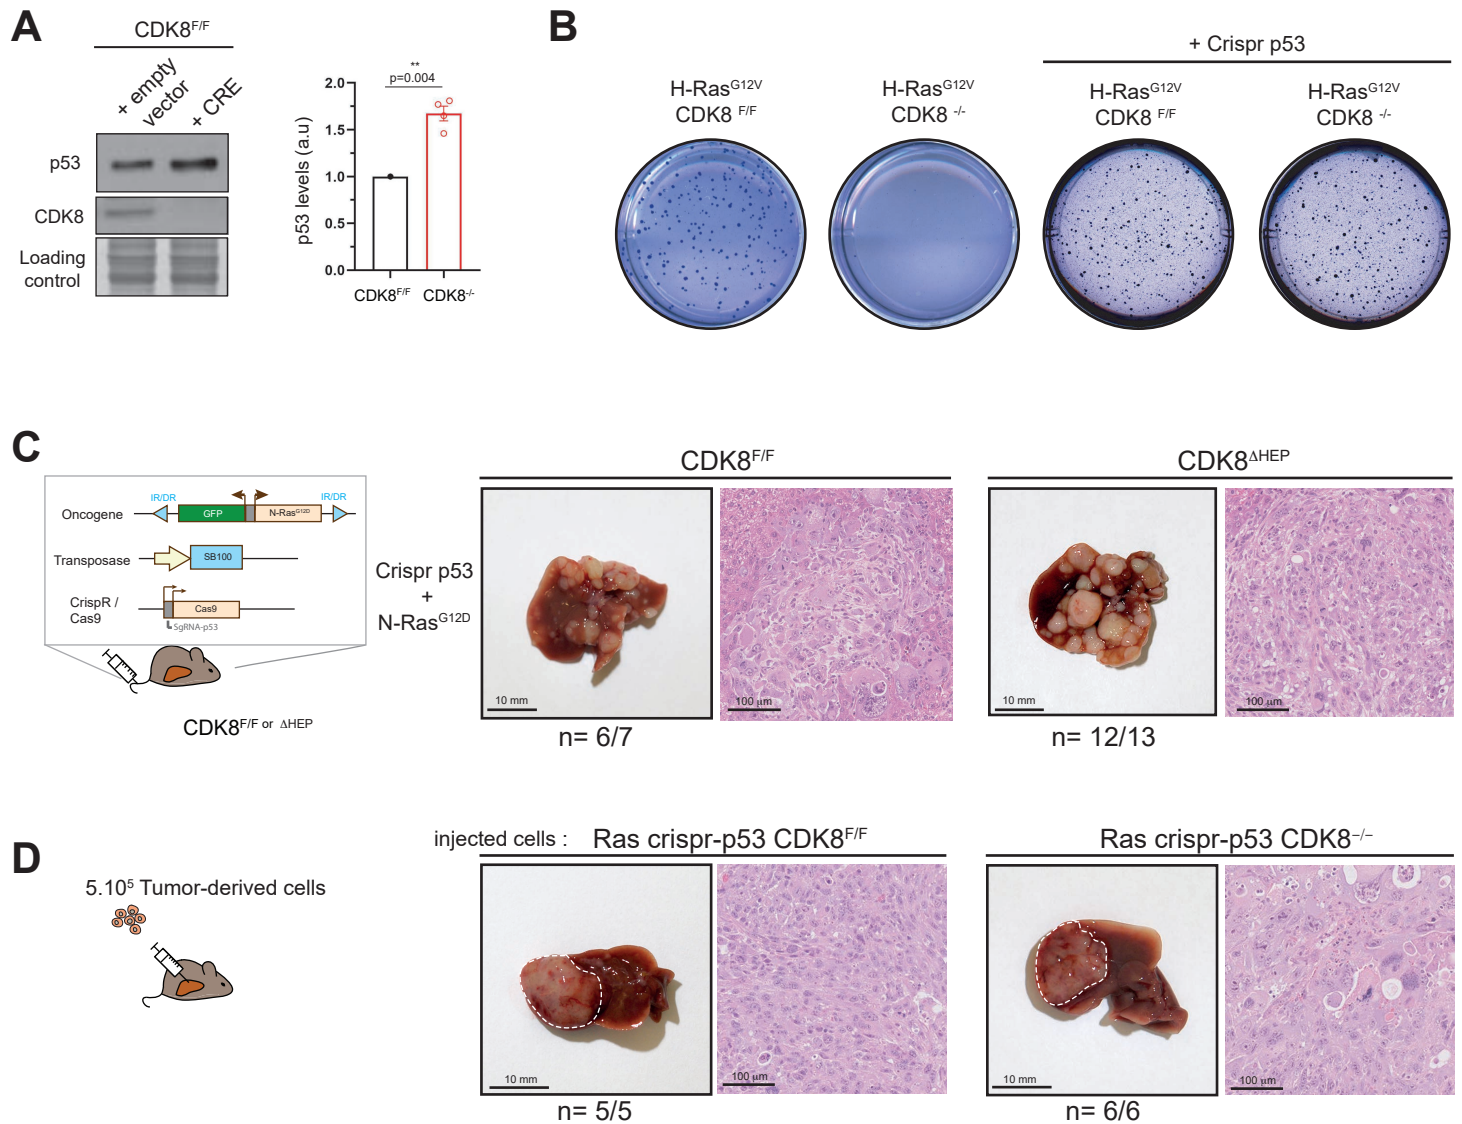 A
CDK8F/F
+ empty
vector
+ CRE
p53
CDK8
Loading
control
**
p=0.004
p53 levels (a.u)
2.0
1.5
1.0
0.5
0.0
CDK8F/F
CDK8-/-
B
+ Crispr p53
H-RasG12V
CDK8 F/F
H-RasG12V
CDK8 -/-
H-RasG12V
CDK8 F/F
H-RasG12V
CDK8 -/-
C
IR/DR
IR/DR
Oncogene
GFP
N-RasG12D
Transposase
SB100
CrispR /
Cas9
Cas9
SgRNA-p53
CDK8F/F or ΔHEP
Crispr p53
+
N-RasG12D
CDK8F/F
10 mm
100 µm
n= 6/7
CDK8ΔHEP
10 mm
100 µm
n= 12/13
D
5.10⁵ Tumor-derived cells
injected cells :
Ras crispr-p53 CDK8F/F
10 mm
100 µm
n= 5/5
Ras crispr-p53 CDK8−/−
10 mm
100 µm
n= 6/6